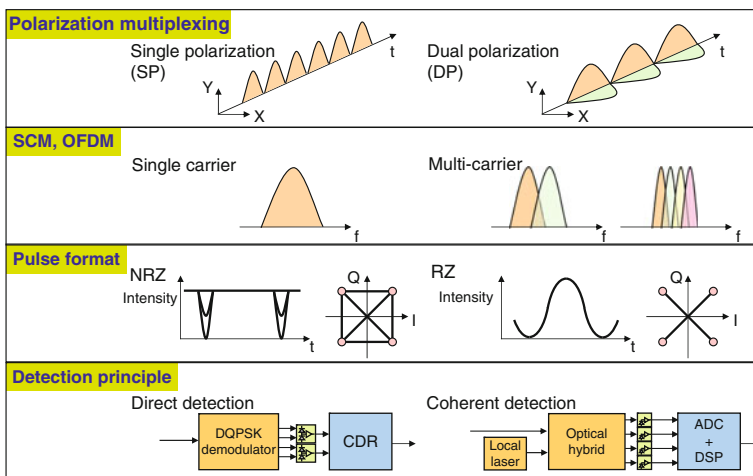 Polarization multiplexing
Single polarization
(SP)
t
Y
X
Dual polarization
(DP)
t
Y
X
SCM, OFDM
Single carrier
f
Multi-carrier
f
f
Pulse format
NRZ
Intensity
t
Q
I
RZ
Intensity
t
Q
I
Detection principle
Direct detection
DQPSK
demodulator
CDR
Coherent detection
Local
laser
Optical
hybrid
ADC
+
DSP